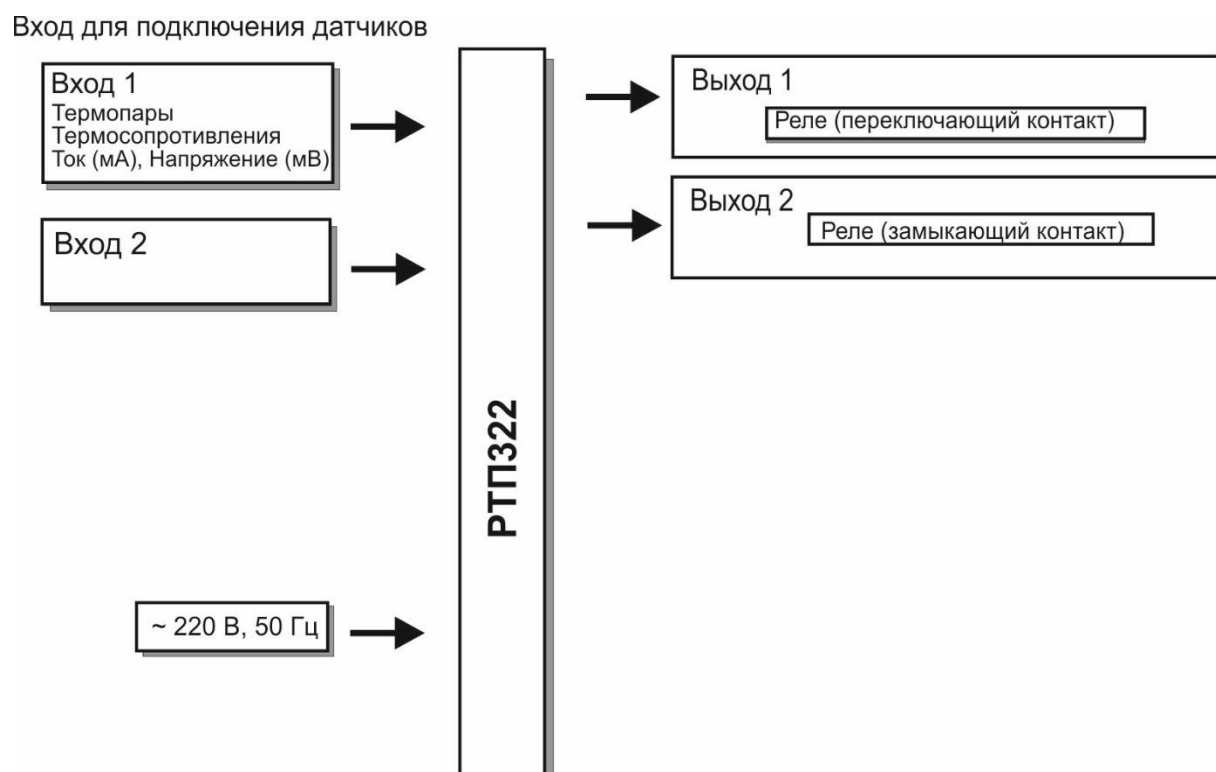 Вход для подключения датчиков
Вход 1
Термопары
Термосопротивления
Ток (мА), Напряжение (мВ)
Вход 2
~ 220 В, 50 Гц
РТП322
Выход 1
Реле (переключающий контакт)
Выход 2
Реле (замыкающий контакт)